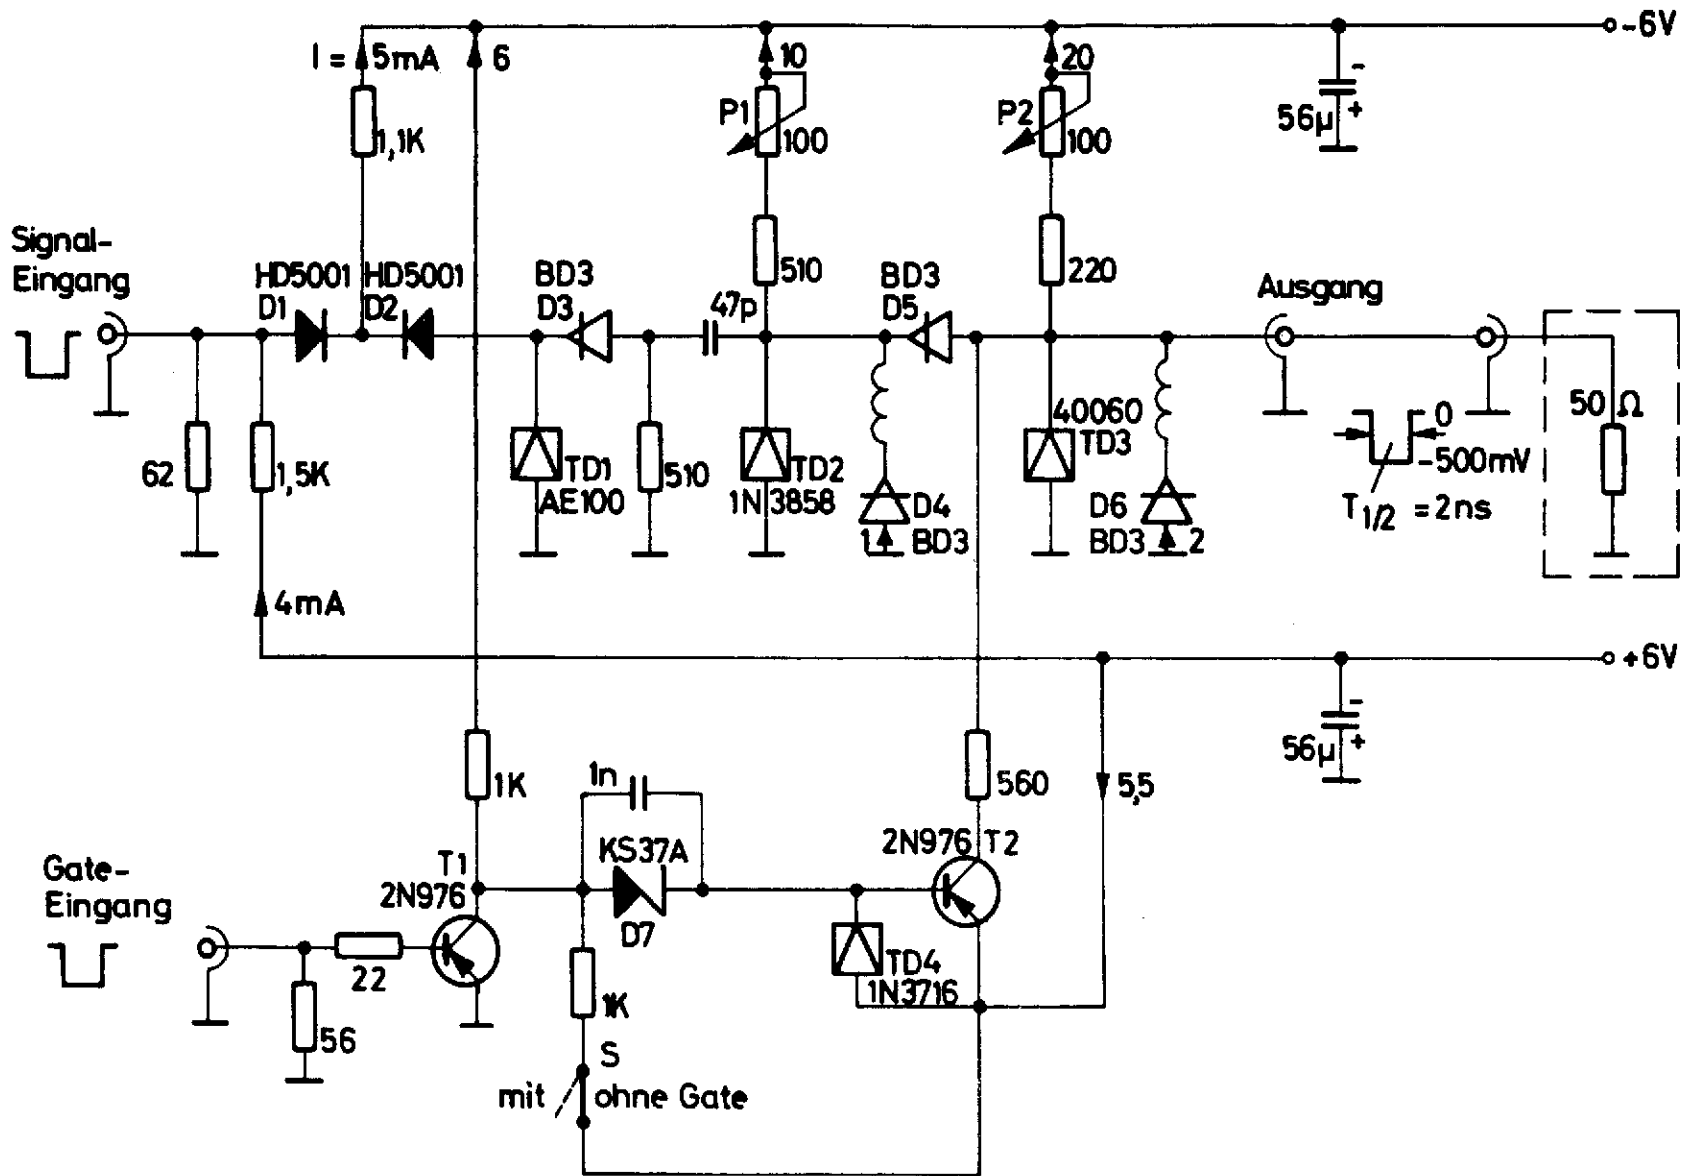 -6V
I = 5mA
6
10
20
P1
100
P2
100
56µ
-
+
1,1K
Signal-
Eingang
HD5001
D1
HD5001
D2
BD3
D3
47p
510
BD3
D5
220
Ausgang
62
1,5K
TD1
AE100
510
TD2
1N3858
D4
BD3
1
40060
TD3
D6
BD3
2
0
-500mV
T1/2 = 2ns
50 Ω
4mA
+6V
1K
1n
560
5,5
56µ
-
+
Gate-
Eingang
T1
2N976
KS37A
D7
2N976 T2
22
56
1K
TD4
1N3716
S
mit
ohne Gate